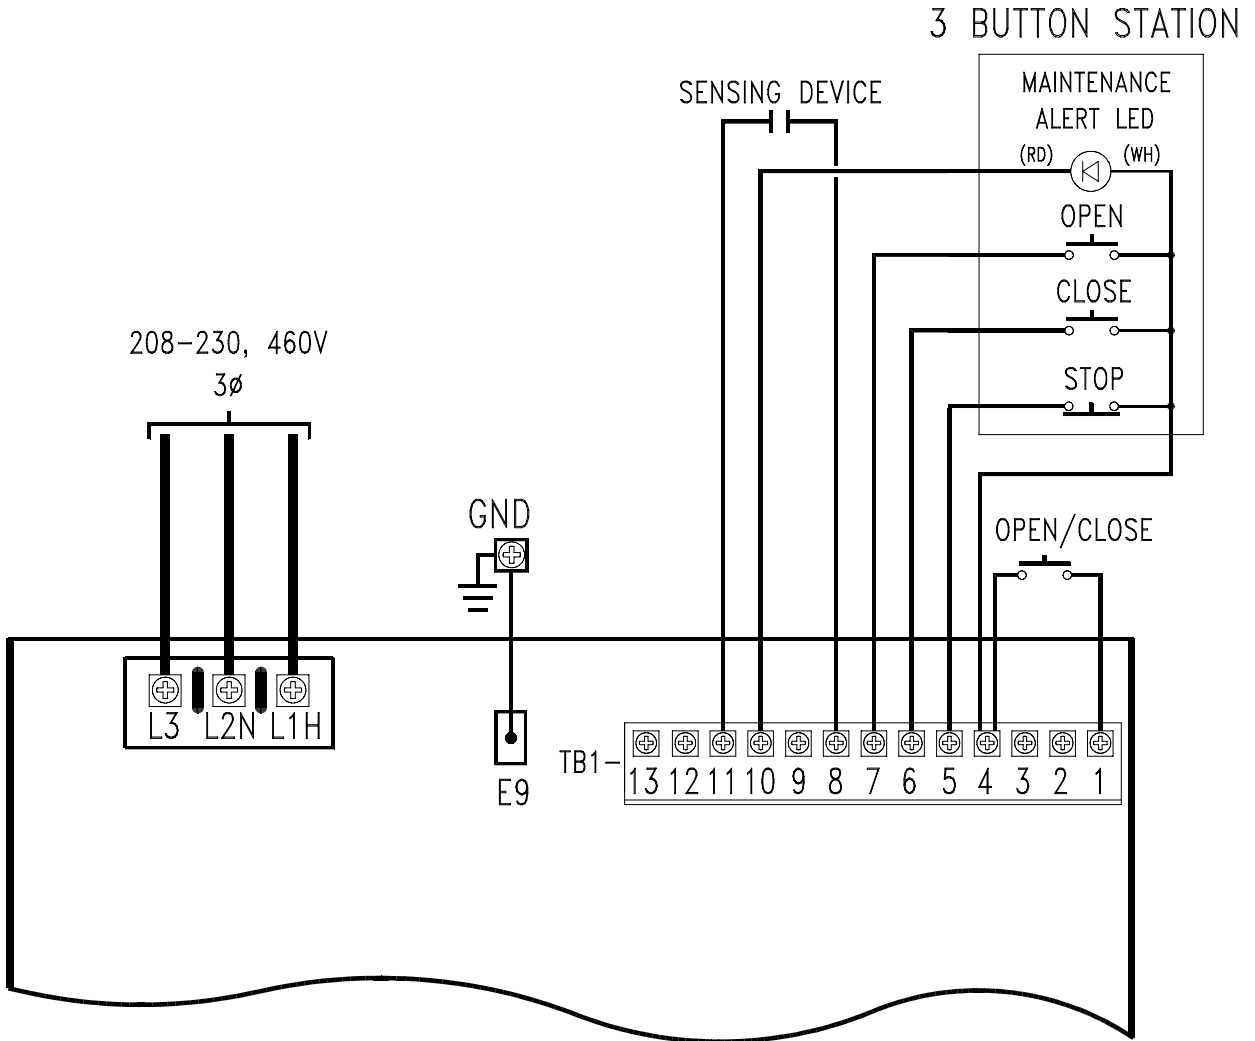 3 BUTTON STATION
SENSING DEVICE
MAINTENANCE
ALERT LED
(RD) (WH)
OPEN
CLOSE
STOP
208-230, 460V
3ø
GND
OPEN/CLOSE
L3 L2N L1H
E9
TB1-
13 12 11 10 9 8 7 6 5 4 3 2 1